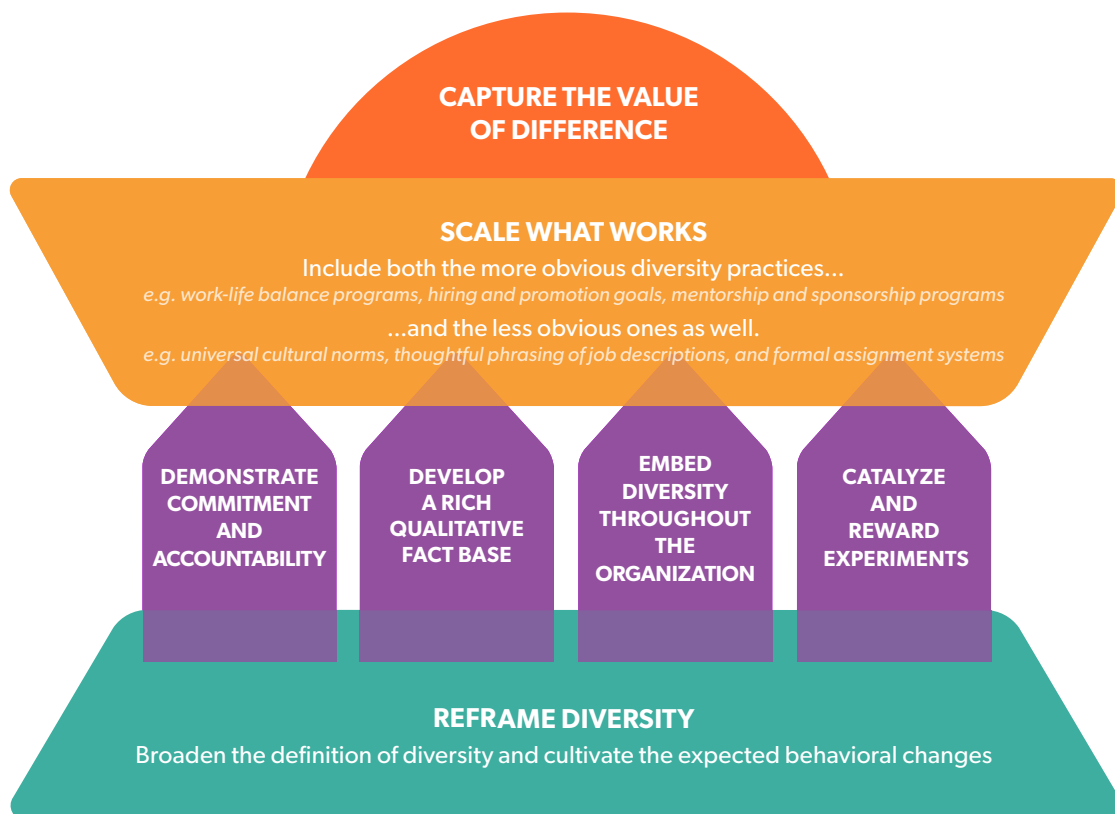 CAPTURE THE VALUE
OF DIFFERENCE
SCALE WHAT WORKS
Include both the more obvious diversity practices...
e.g. work-life balance programs, hiring and promotion goals, mentorship and sponsorship programs
...and the less obvious ones as well.
e.g. universal cultural norms, thoughtful phrasing of job descriptions, and formal assignment systems
DEMONSTRATE
COMMITMENT
AND
ACCOUNTABILITY
DEVELOP
A RICH
QUALITATIVE
FACT BASE
EMBED
DIVERSITY
THROUGHOUT
THE
ORGANIZATION
CATALYZE
AND
REWARD
EXPERIMENTS
REFRAME DIVERSITY
Broaden the definition of diversity and cultivate the expected behavioral changes